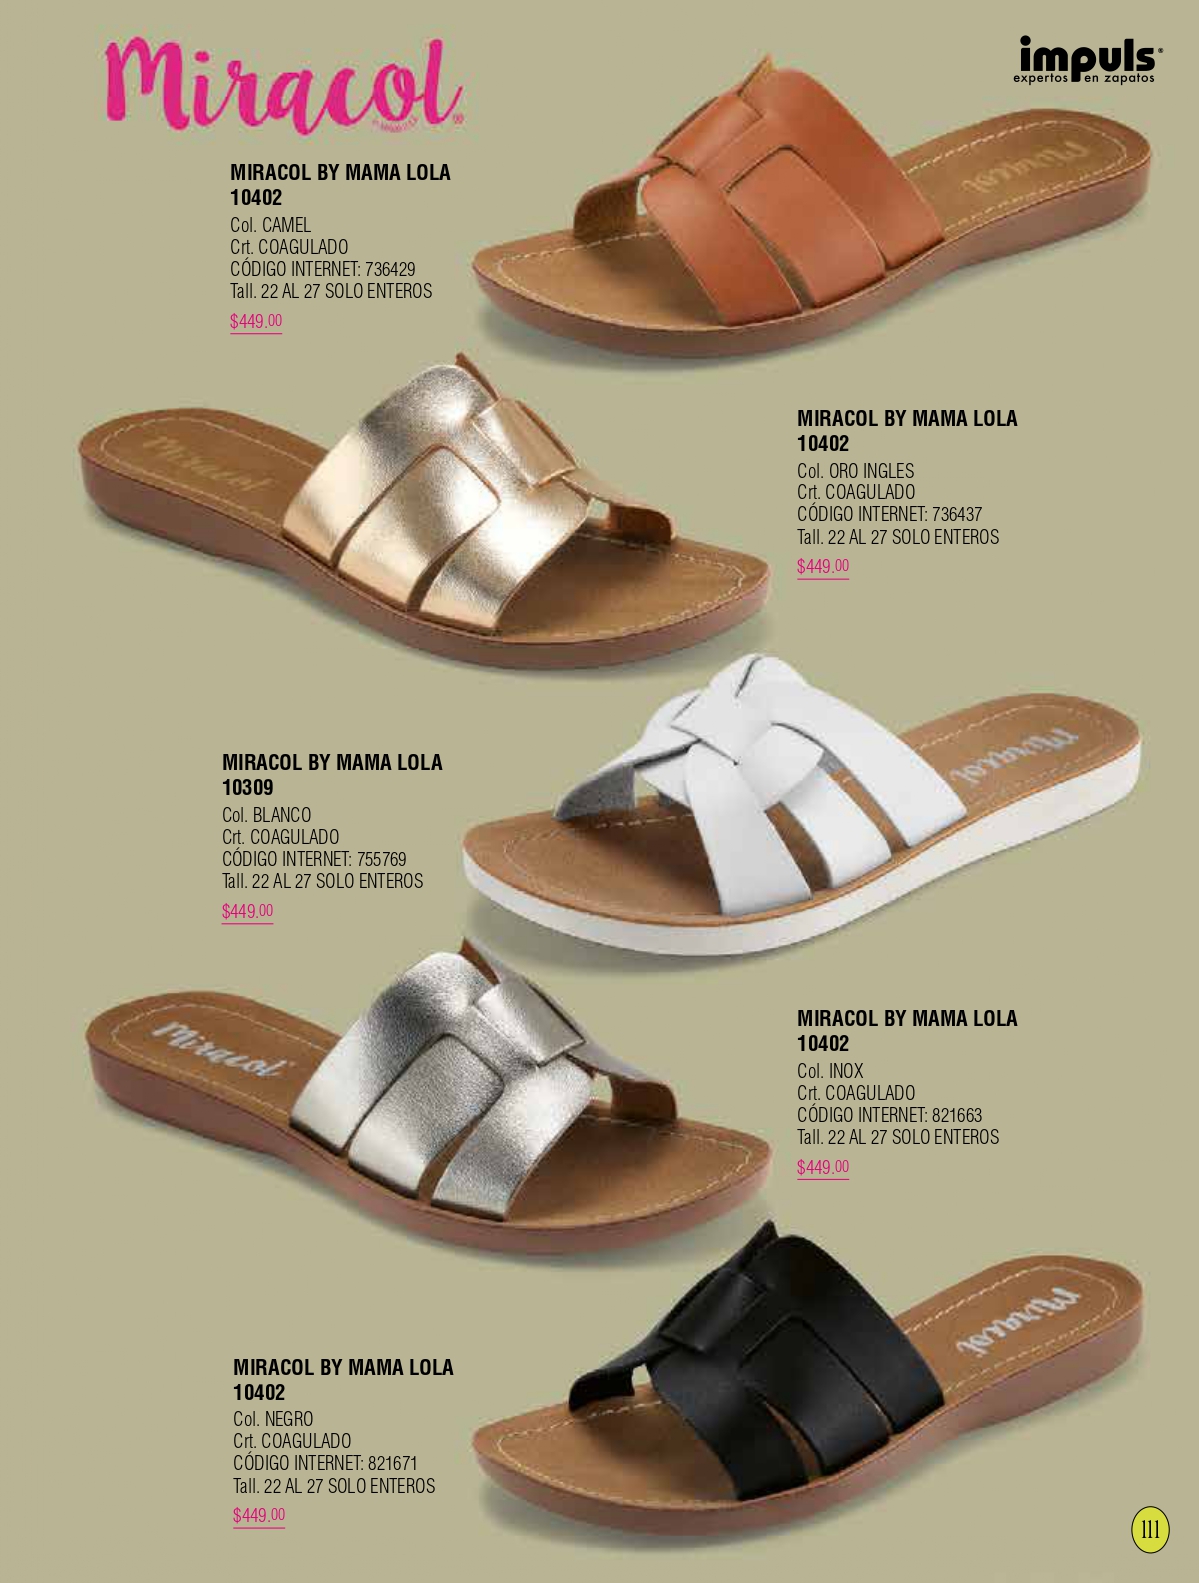 Miracol
impuls
expertos en zapatos
MIRACOL BY MAMA LOLA
10402
Col. CAMEL
Crt. COAGULADO
CÓDIGO INTERNET: 736429
Tall. 22 AL 27 SOLO ENTEROS
$449.00
Miracol
Miracol
MIRACOL BY MAMA LOLA
10402
Col. ORO INGLES
Crt. COAGULADO
CÓDIGO INTERNET: 736437
Tall. 22 AL 27 SOLO ENTEROS
$449.00
MIRACOL BY MAMA LOLA
10309
Col. BLANCO
Crt. COAGULADO
CÓDIGO INTERNET: 755769
Tall. 22 AL 27 SOLO ENTEROS
$449.00
Miracol
Miracol
MIRACOL BY MAMA LOLA
10402
Col. INOX
Crt. COAGULADO
CÓDIGO INTERNET: 821663
Tall. 22 AL 27 SOLO ENTEROS
$449.00
MIRACOL BY MAMA LOLA
10402
Col. NEGRO
Crt. COAGULADO
CÓDIGO INTERNET: 821671
Tall. 22 AL 27 SOLO ENTEROS
$449.00
Miracol
111